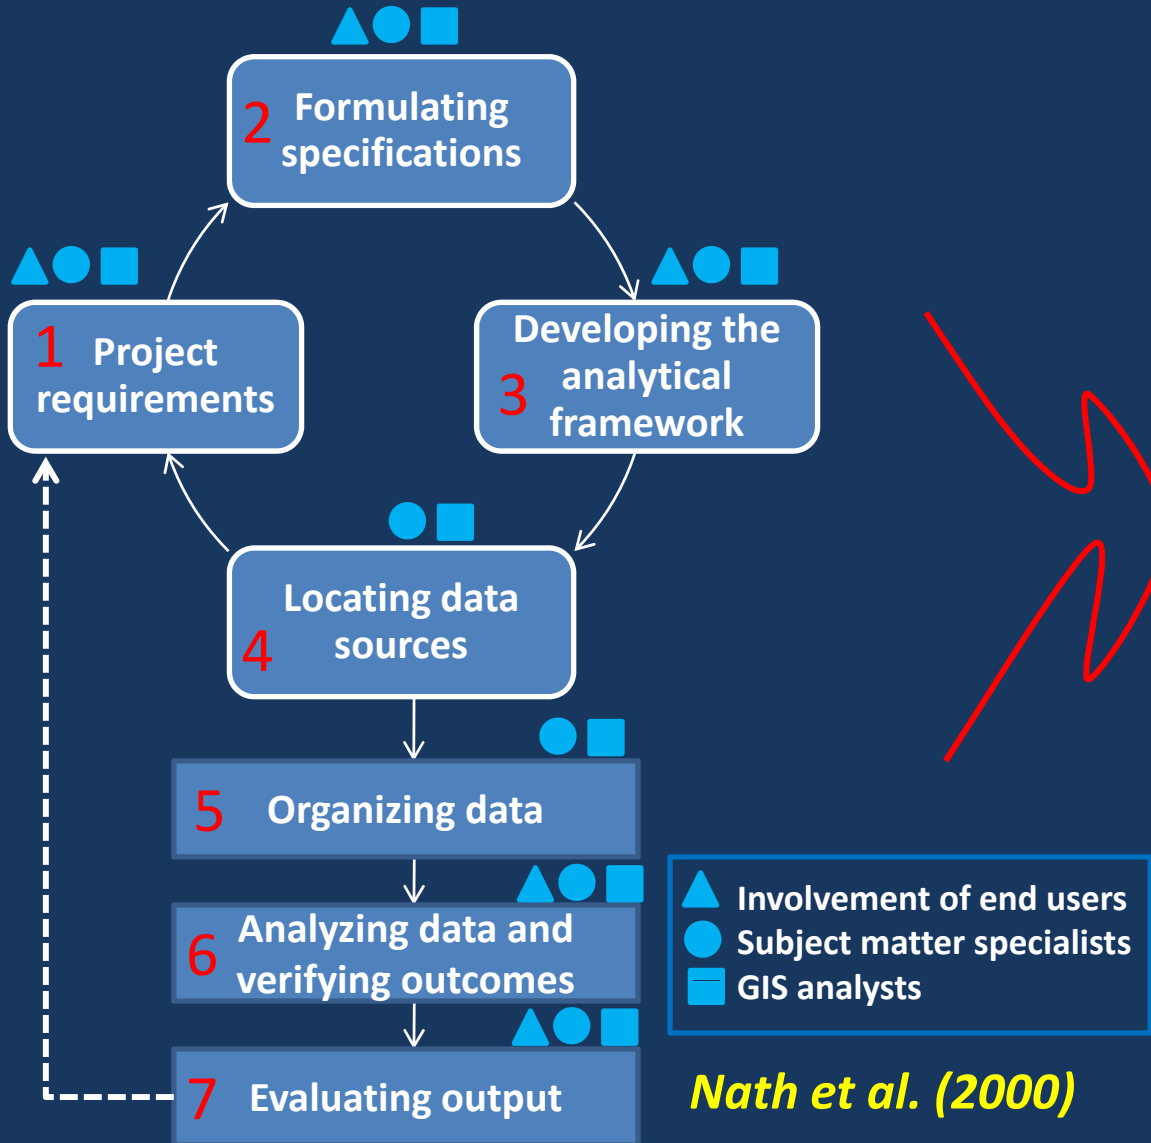 2
Formulating
specifications
1
Project
requirements
Developing the
analytical
3
framework
Locating data
4
sources
5
Organizing data
6
Analyzing data and
verifying outcomes
7
Evaluating output
Involvement of end users
Subject matter specialists
GIS analysts
Nath et al. (2000)